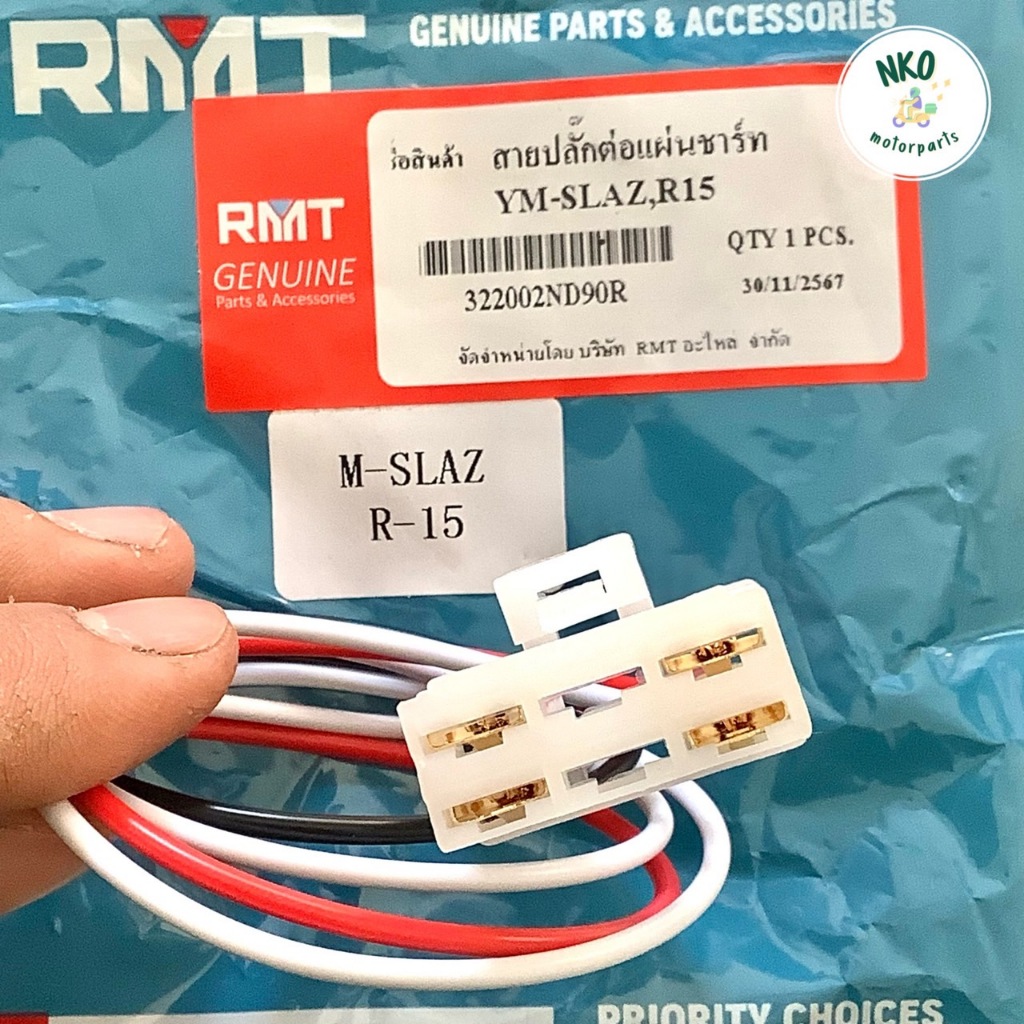 RMT
GENUINE PARTS & ACCESSORIES
NKO
motorparts
RMT
GENUINE
Parts & Accessories
ชื่อสินค้า สายปลั๊กต่อแผ่นชาร์ท
YM-SLAZ,R15
QTY 1 PCS.
322002ND90R
30/11/2567
จัดจำหน่ายโดย บริษัท RMT อะไหล่ จำกัด
M-SLAZ
R-15
PRIORITY CHOICES